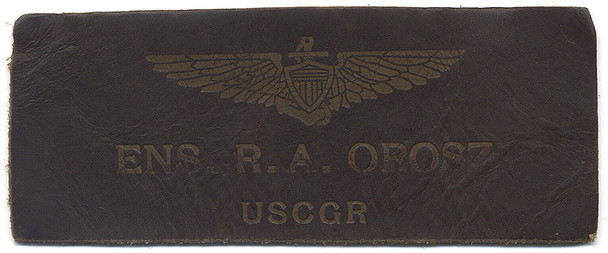 ENS. R. A. OROSZ
USCGR